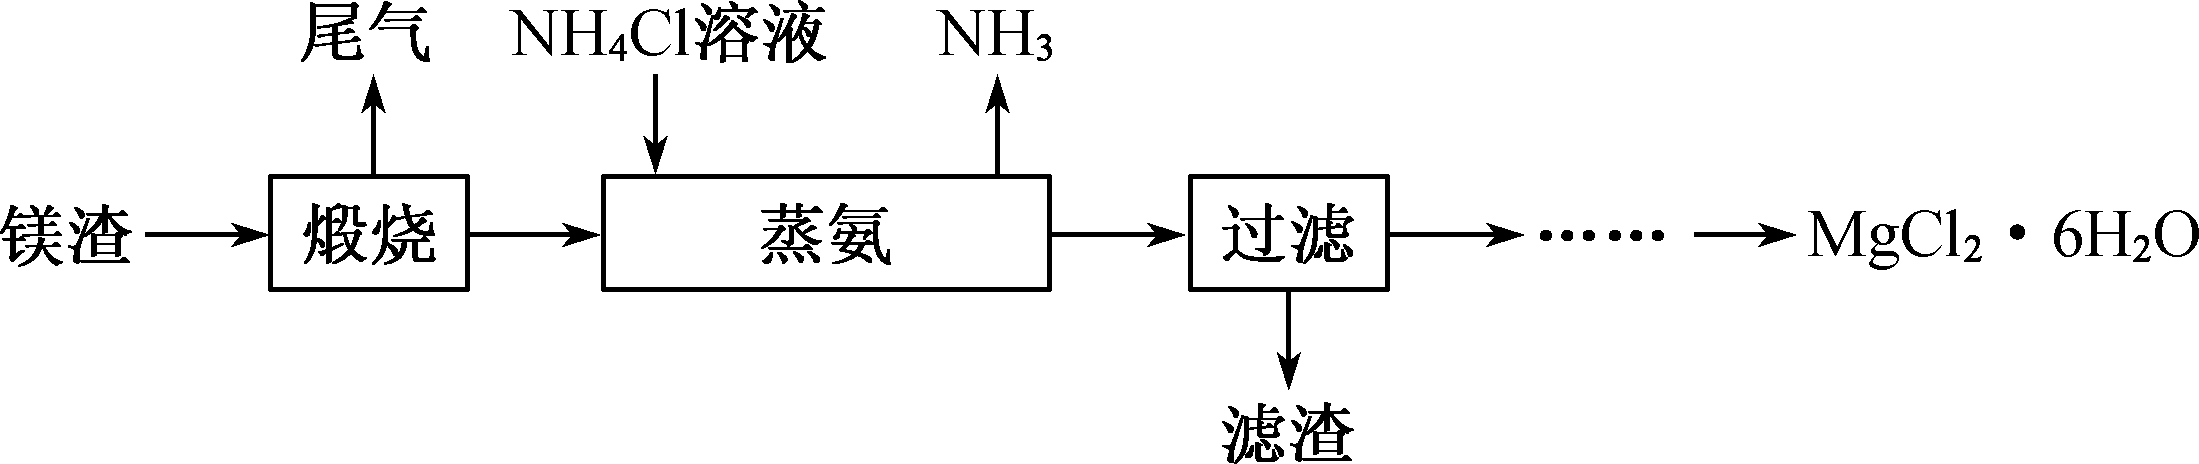 尾气 NH₄Cl溶液 NH₃
镁渣 煅烧 蒸氨 过滤 …… MgCl₂・6H₂O
滤渣